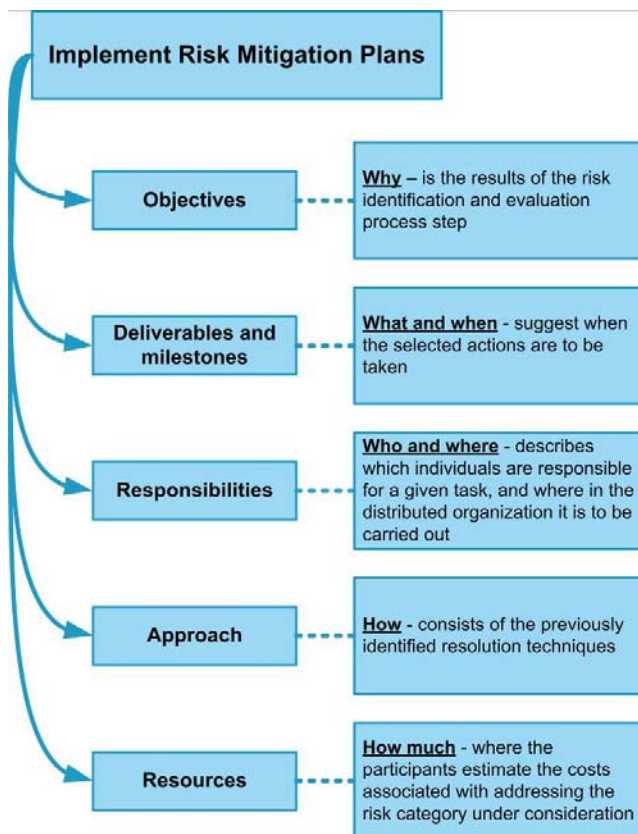 Implement Risk Mitigation Plans
Objectives
Why – is the results of the risk
identification and evaluation
process step
Deliverables and
milestones
What and when - suggest when
the selected actions are to be
taken
Responsibilities
Who and where - describes
which individuals are responsible
for a given task, and where in the
distributed organization it is to be
carried out
Approach
How - consists of the previously
identified resolution techniques
Resources
How much - where the
participants estimate the costs
associated with addressing the
risk category under consideration